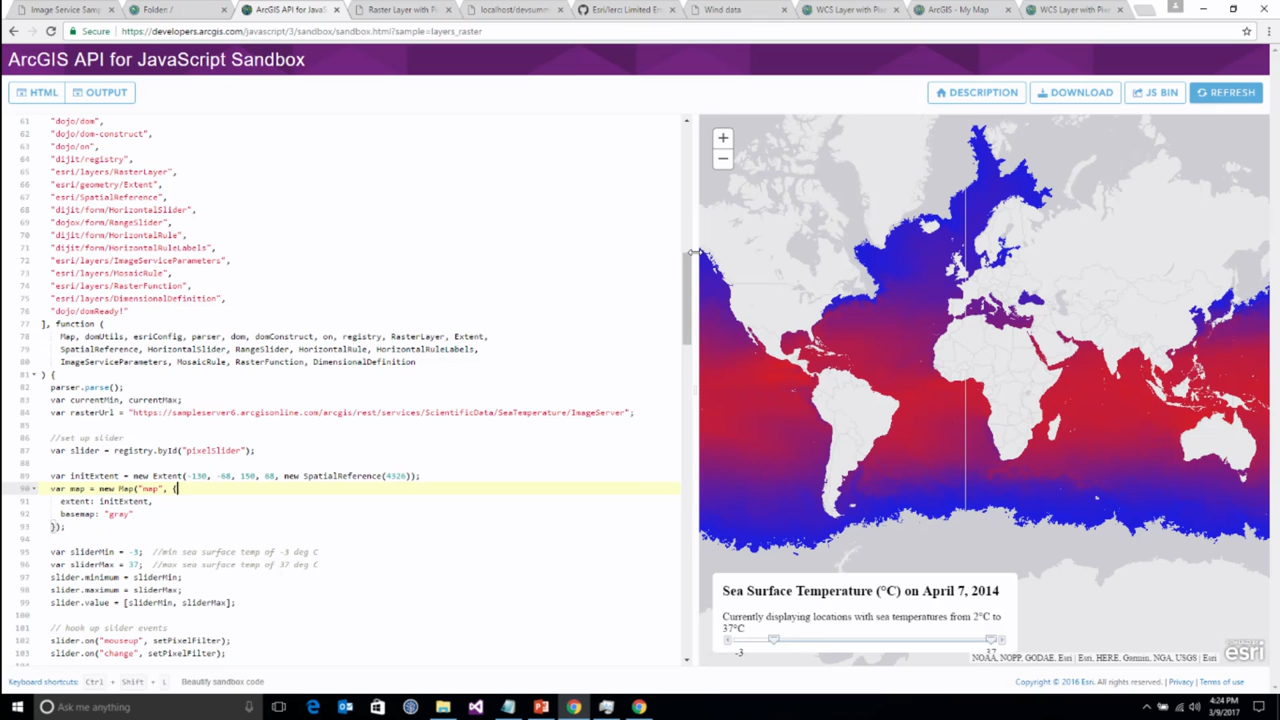 Image Service Samp
Folder: /
ArcGIS API for JavaS
Raster Layer with Pi
localhost/devsumm
Esri/lerc: Limited Er
Wind data
WCS Layer with Pixe
ArcGIS - My Map
WCS Layer with Pixe
Secure
https://developers.arcgis.com/javascript/3/sandbox/sandbox.html?sample=layers_raster
ArcGIS API for JavaScript Sandbox
HTML
OUTPUT
DESCRIPTION
DOWNLOAD
JS BIN
REFRESH
61 "dojo/dom",
62 "dojo/dom-construct",
63 "dojo/on",
64 "dijit/registry",
65 "esri/layers/RasterLayer",
66 "esri/geometry/Extent",
67 "esri/SpatialReference",
68 "dijit/form/HorizontalSlider",
69 "dojox/form/RangeSlider",
70 "dijit/form/HorizontalRule",
71 "dijit/form/HorizontalRuleLabels",
72 "esri/layers/ImageServiceParameters",
73 "esri/layers/MosaicRule",
74 "esri/layers/RasterFunction",
75 "esri/layers/DimensionalDefinition",
76 "dojo/domReady!"
77 ], function (
78 Map, domUtils, esriConfig, parser, dom, domConstruct, on, registry, RasterLayer, Extent,
79 SpatialReference, HorizontalSlider, RangeSlider, HorizontalRule, HorizontalRuleLabels,
80 ImageServiceParameters, MosaicRule, RasterFunction, DimensionalDefinition
81 ) {
82 parser.parse();
83 var currentMin, currentMax;
84 var rasterUrl = "https://sampleserver6.arcgisonline.com/arcgis/rest/services/ScientificData/SeaTemperature/ImageServer";
85
86 //set up slider
87 var slider = registry.byId("pixelSlider");
88
89 var initExtent = new Extent(-130, -68, 150, 68, new SpatialReference(4326));
90 var map = new Map("map", {
91 extent: initExtent,
92 basemap: "gray"
93 });
94
95 var sliderMin = -3; //min sea surface temp of -3 deg C
96 var sliderMax = 37; //max sea surface temp of 37 deg C
97 slider.minimum = sliderMin;
98 slider.maximum = sliderMax;
99 slider.value = [sliderMin, sliderMax];
100
101 // hook up slider events
102 slider.on("mouseup", setPixelFilter);
103 slider.on("change", setPixelFilter);
+
−
Sea Surface Temperature (°C) on April 7, 2014
Currently displaying locations with sea temperatures from 2°C to
37°C
-3
37
NOAA, NOPP, GODAE, Esri | Esri, HERE, Garmin, NGA, USGS | Esri
POWERED BY
esri
Keyboard shortcuts: Ctrl + Shift + L Beautify sandbox code
Copyright © 2016 Esri. All rights reserved. | Privacy | Terms of use
Ask me anything
4:24 PM
3/9/2017